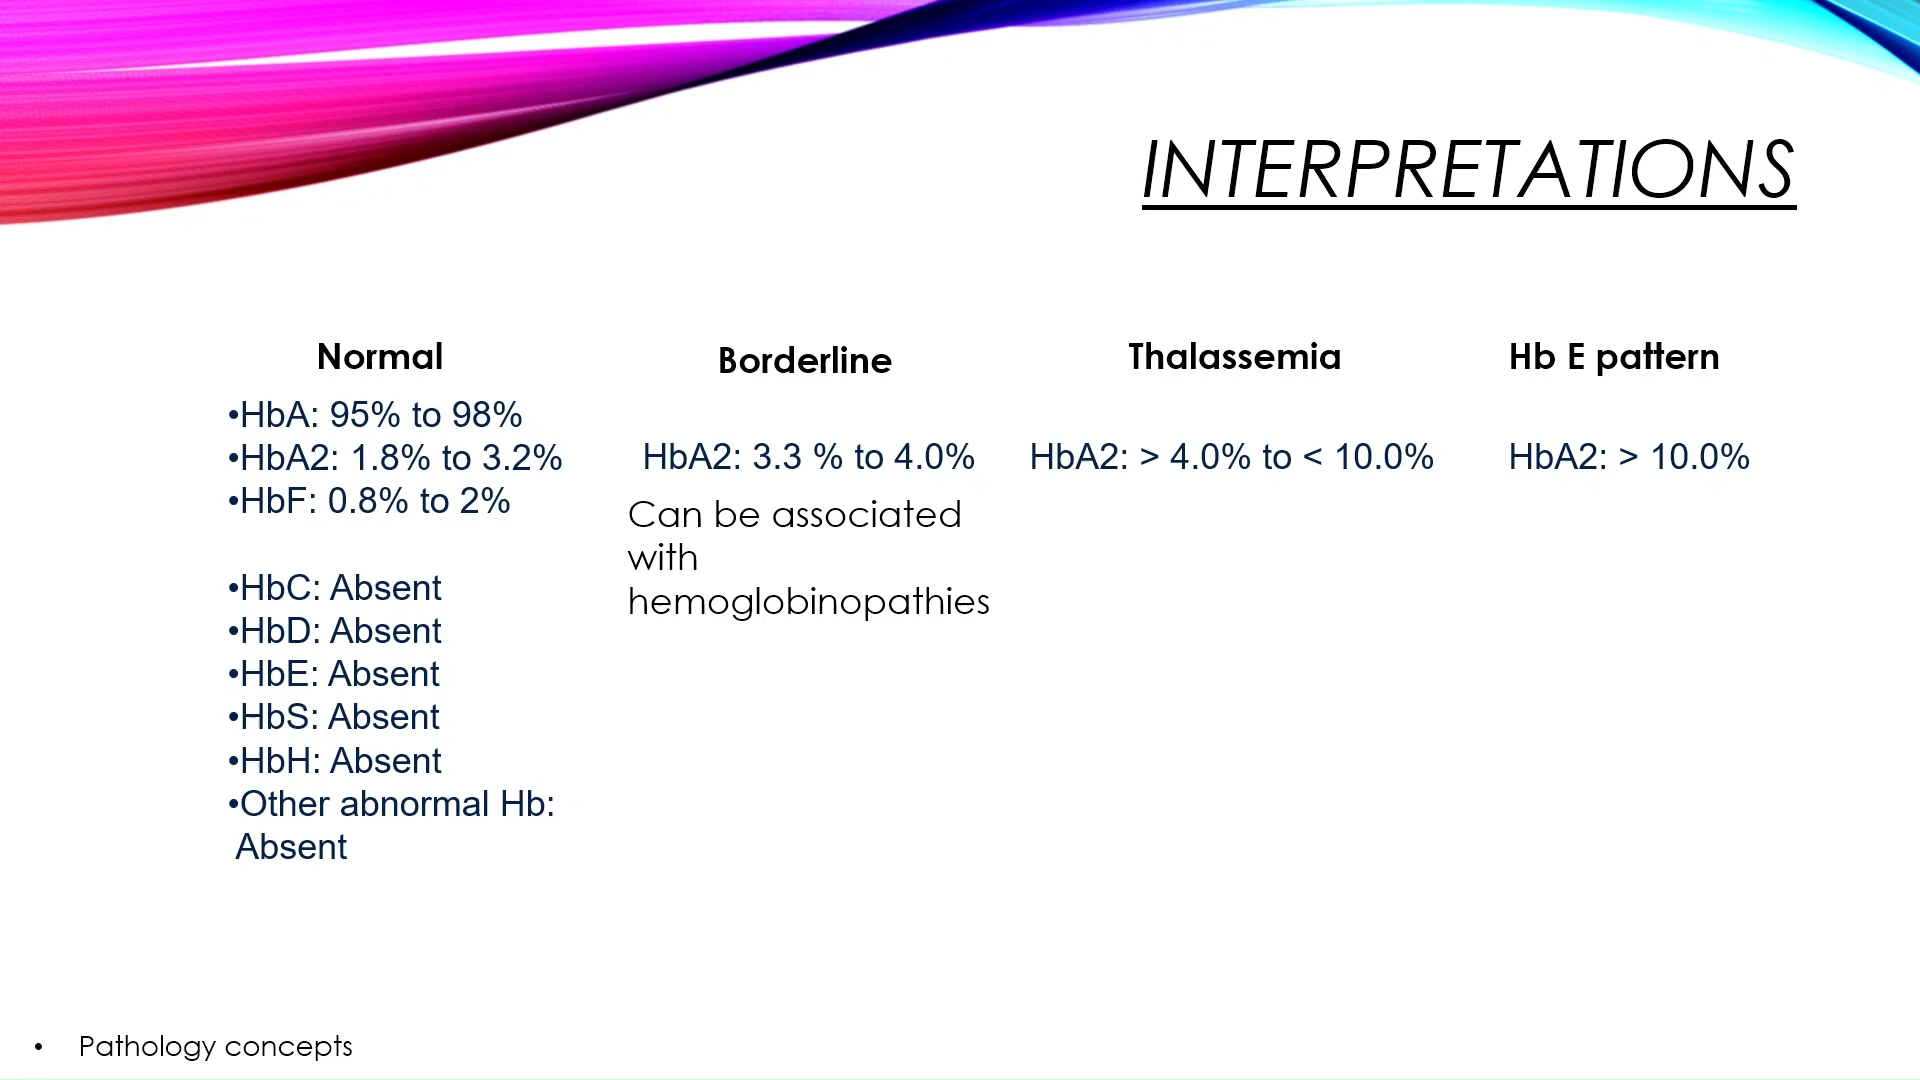 INTERPRETATIONS
Normal
•HbA: 95% to 98%
•HbA2: 1.8% to 3.2%
•HbF: 0.8% to 2%
•HbC: Absent
•HbD: Absent
•HbE: Absent
•HbS: Absent
•HbH: Absent
•Other abnormal Hb:
Absent
Borderline
HbA2: 3.3 % to 4.0%
Can be associated
with
hemoglobinopathies
Thalassemia
HbA2: > 4.0% to < 10.0%
Hb E pattern
HbA2: > 10.0%
• Pathology concepts